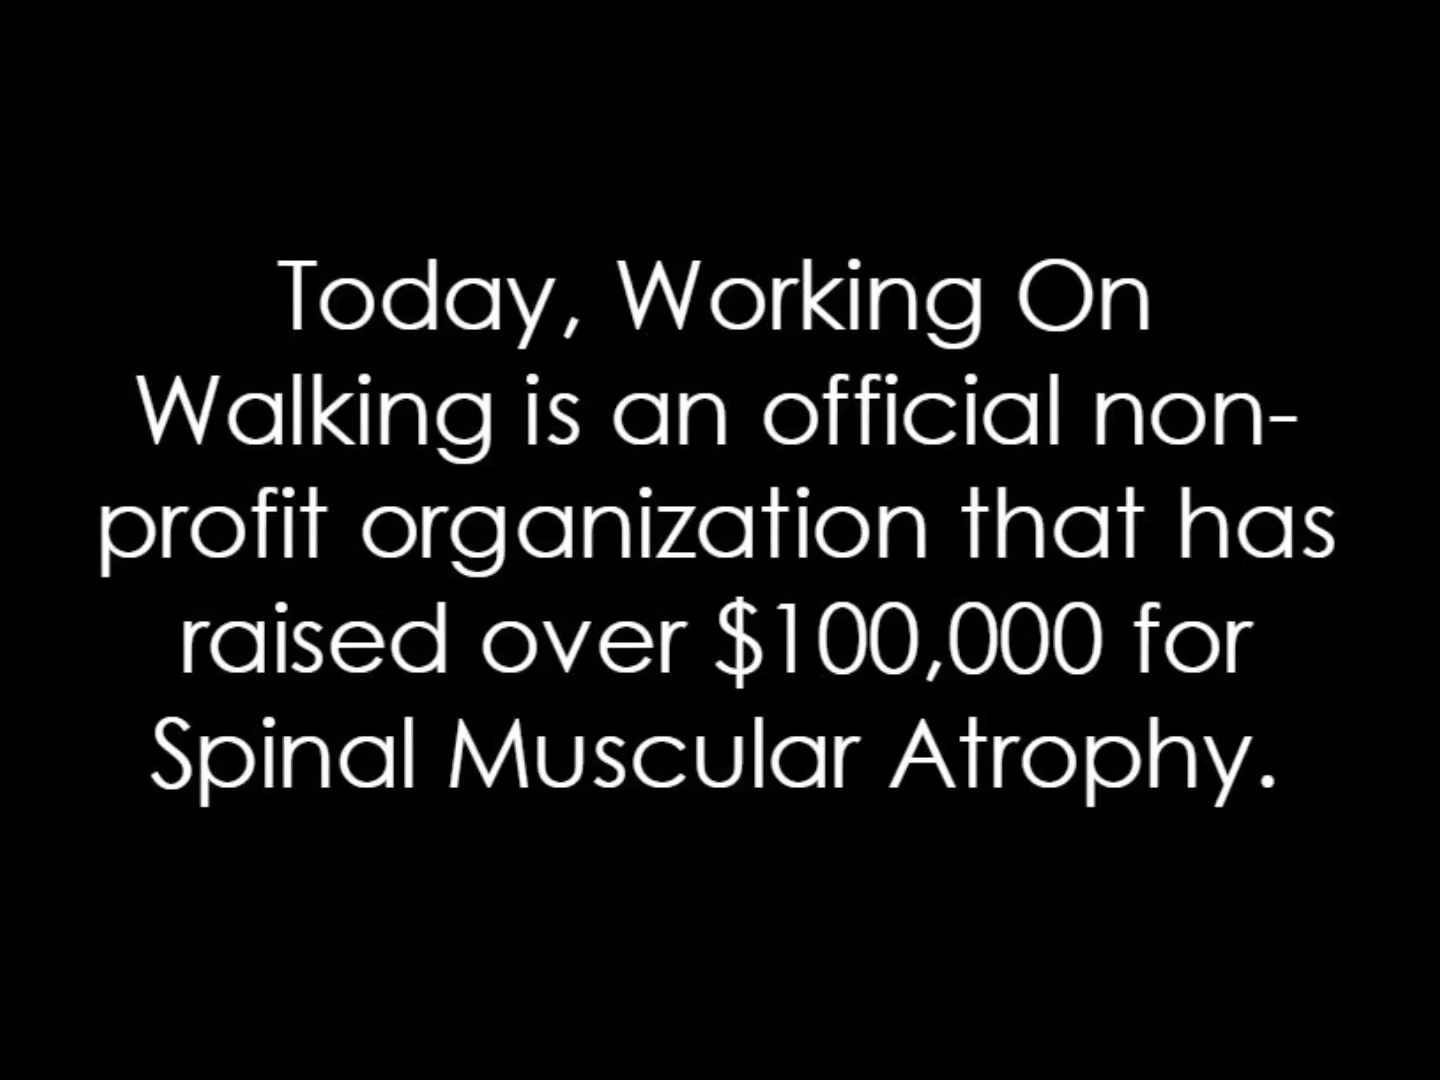 Today, Working On
Walking is an official non-
profit organization that has
raised over $100,000 for
Spinal Muscular Atrophy.